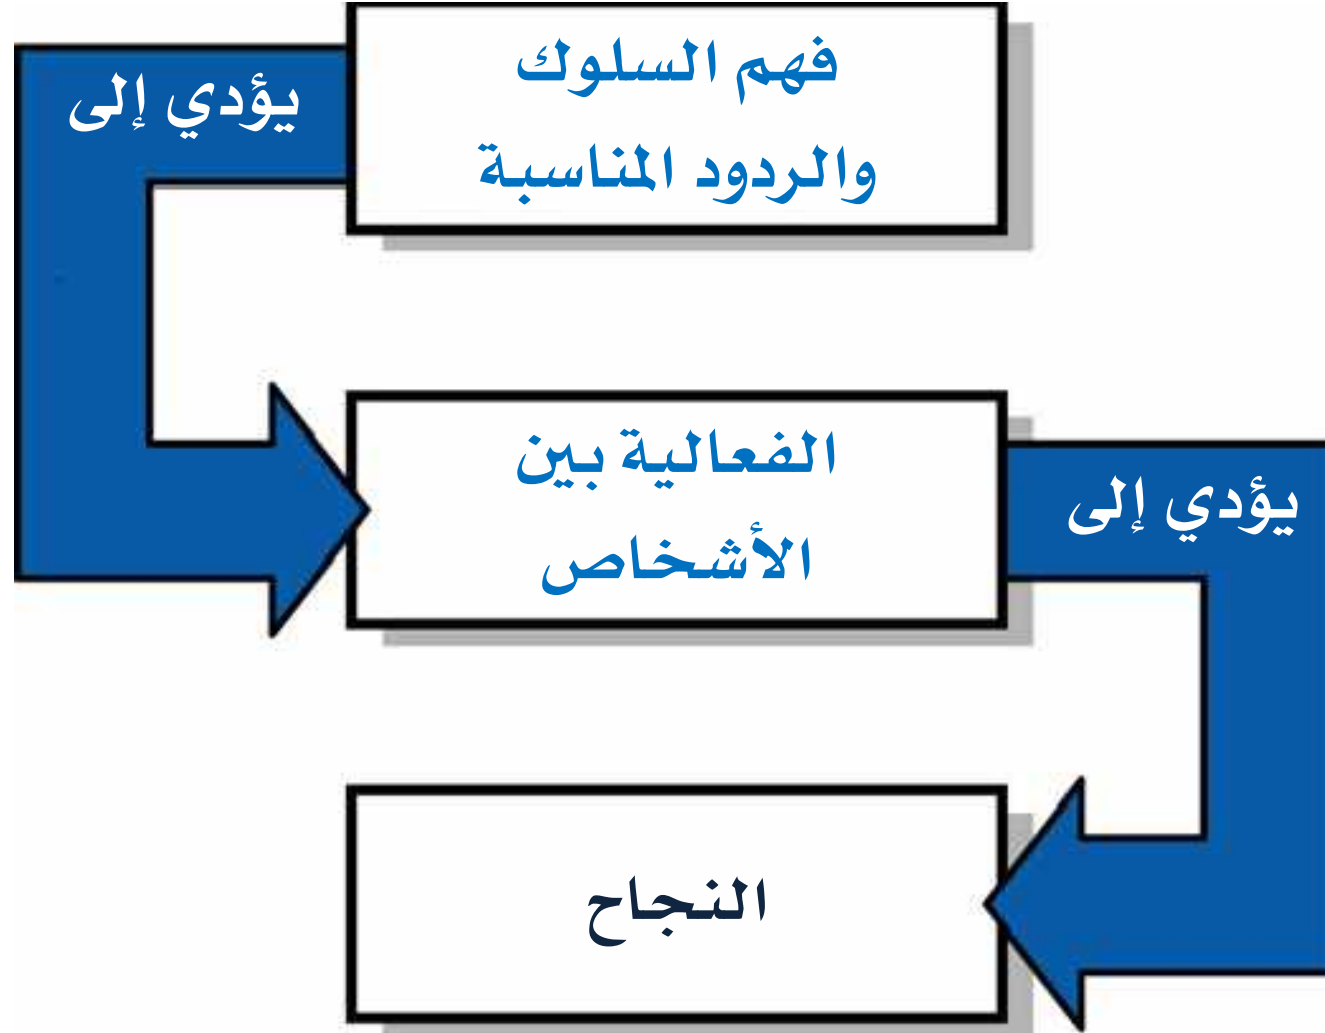 فهم السلوك
والردود المناسبة
يؤدي إلى
الفعالية بين
الأشخاص
يؤدي إلى
النجاح